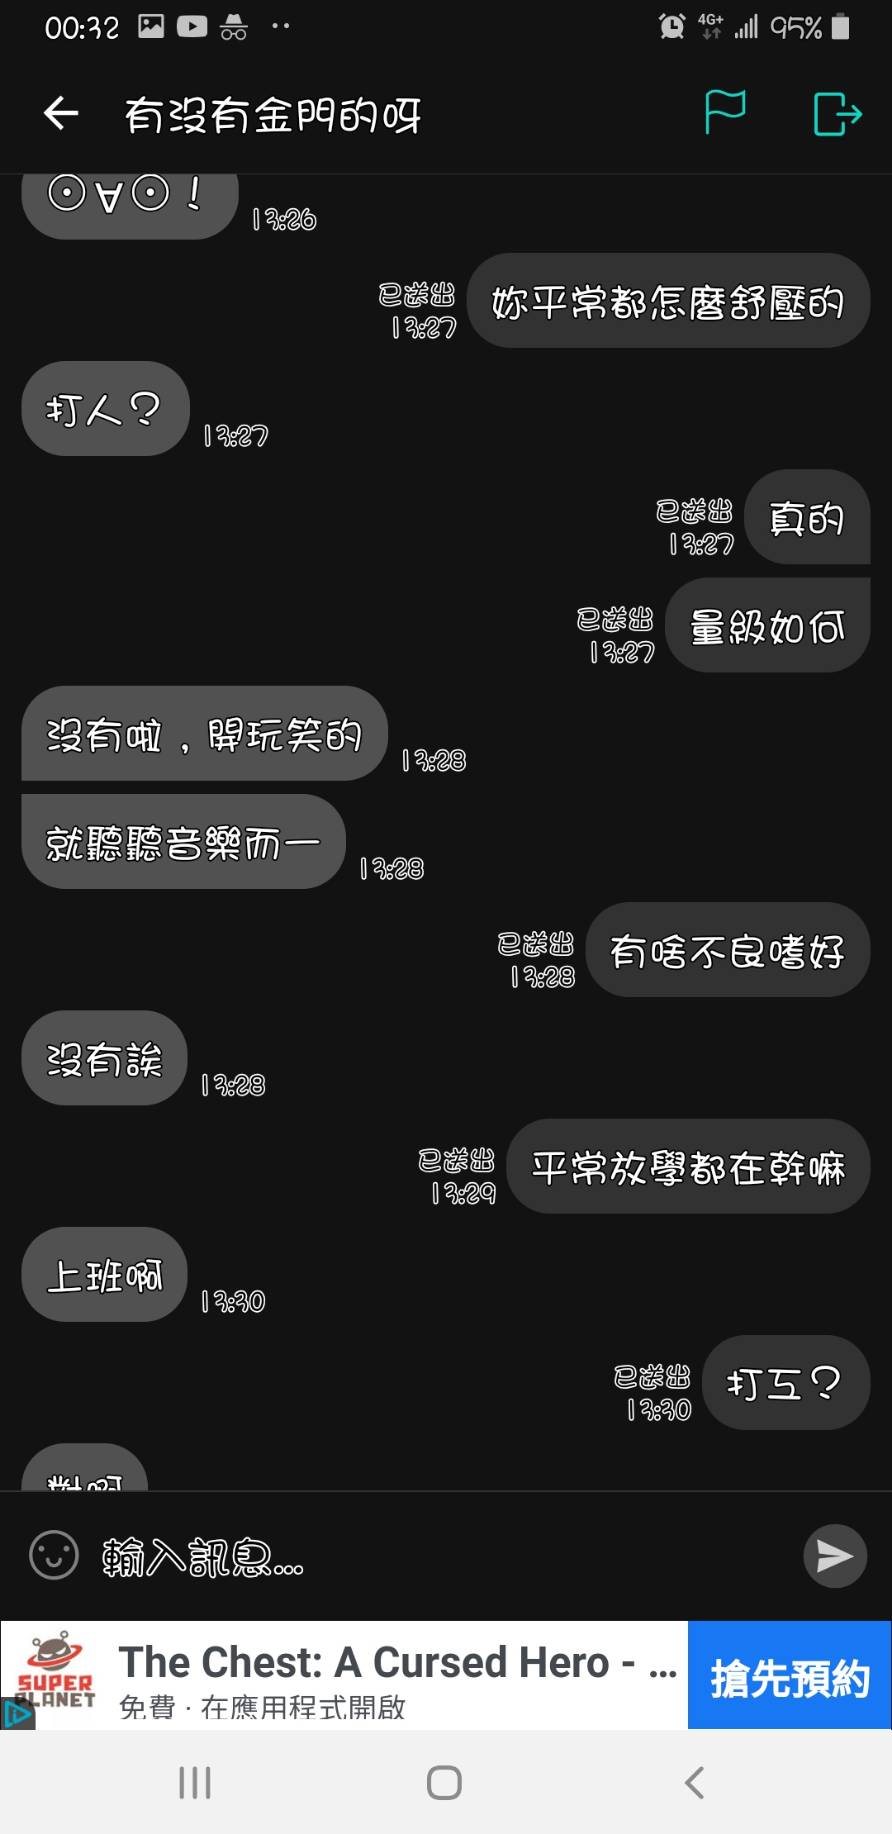 00:32
4G+ 95%
有沒有金門的呀
⊙∀⊙！
13:26
妳平常都怎麼舒壓的
已送出
13:27
打人？
13:27
真的
已送出
13:27
量級如何
已送出
13:27
沒有啦，開玩笑的
13:28
就聽聽音樂而一
13:28
有啥不良嗜好
已送出
13:28
沒有誒
13:28
平常放學都在幹嘛
已送出
13:29
上班啊
13:30
打工？
已送出
13:30
對啊
輸入訊息...
SUPER
PLANET
The Chest: A Cursed Hero - ...
免費 · 在應用程式開啟
搶先預約